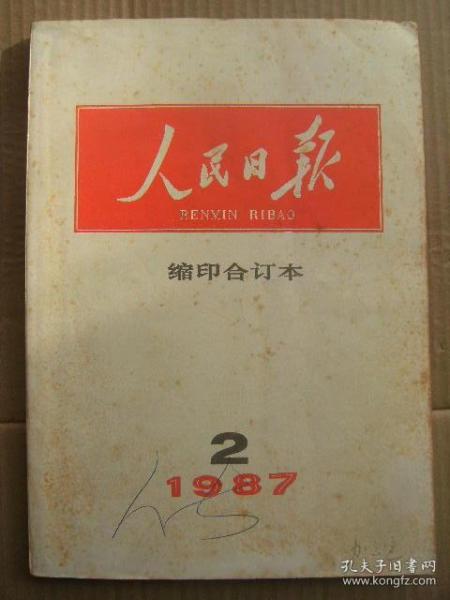 人民日报
RENMIN RIBAO
缩印合订本
2
1987
孔夫子旧书网
www.kongfz.com